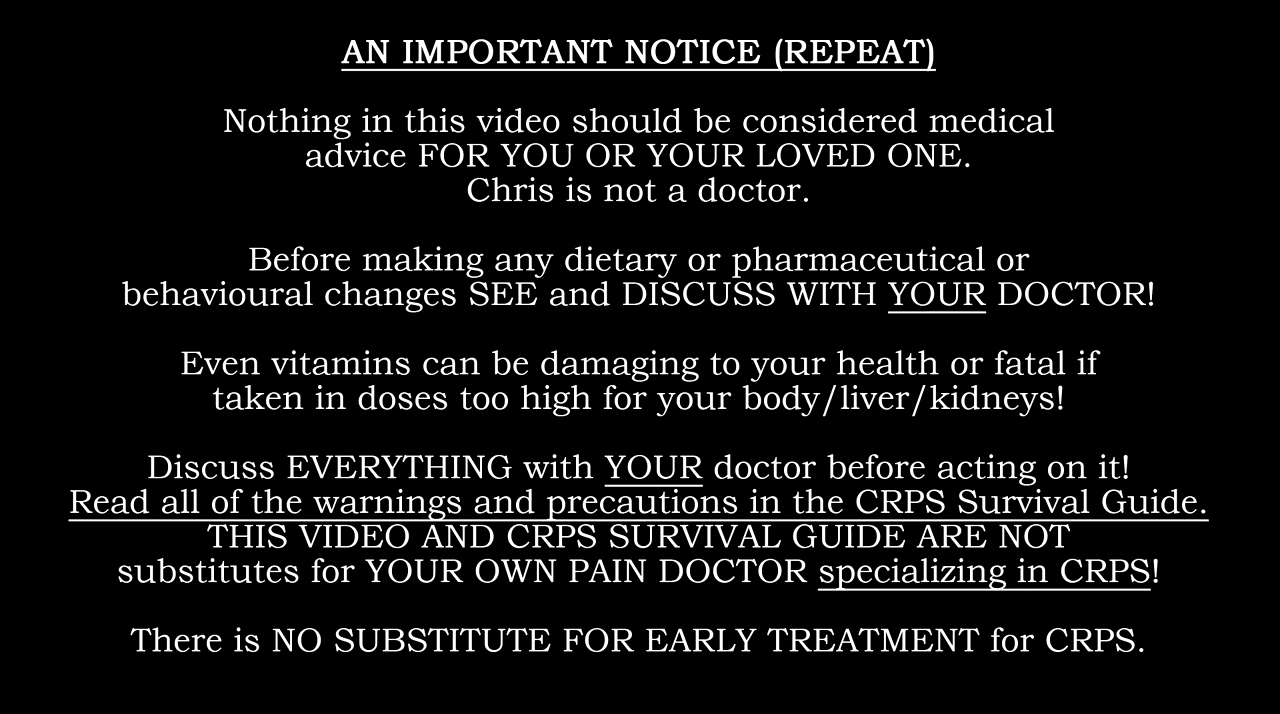 AN IMPORTANT NOTICE (REPEAT)
Nothing in this video should be considered medical
advice FOR YOU OR YOUR LOVED ONE.
Chris is not a doctor.
Before making any dietary or pharmaceutical or
behavioural changes SEE and DISCUSS WITH YOUR DOCTOR!
Even vitamins can be damaging to your health or fatal if
taken in doses too high for your body/liver/kidneys!
Discuss EVERYTHING with YOUR doctor before acting on it!
Read all of the warnings and precautions in the CRPS Survival Guide.
THIS VIDEO AND CRPS SURVIVAL GUIDE ARE NOT
substitutes for YOUR OWN PAIN DOCTOR specializing in CRPS!
There is NO SUBSTITUTE FOR EARLY TREATMENT for CRPS.